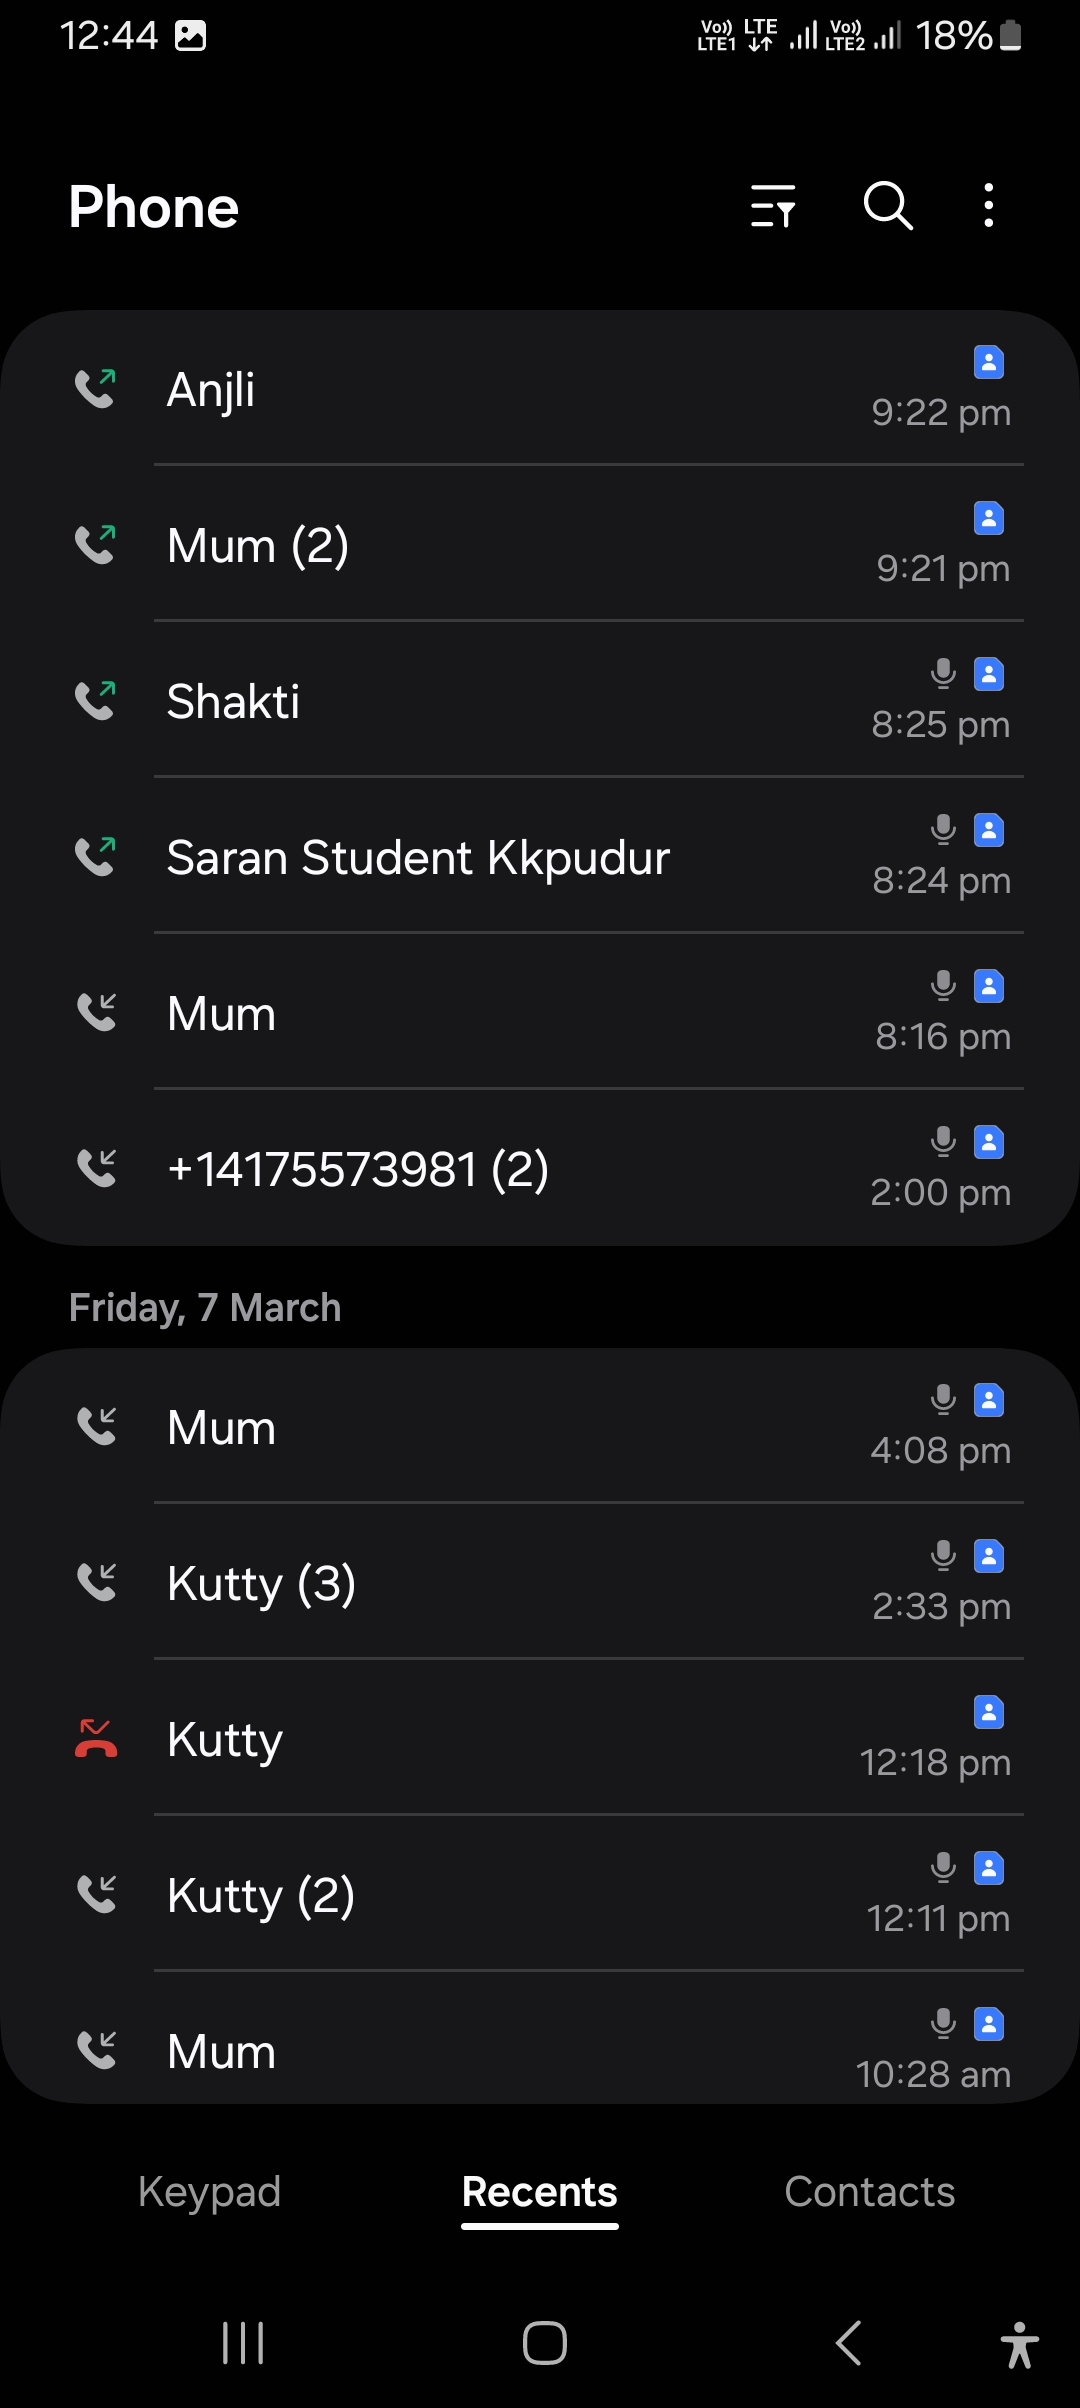 12:44
Vo)) LTE1 LTE Vo)) LTE2 18%
Phone
Anjli
9:22 pm
Mum (2)
9:21 pm
Shakti
8:25 pm
Saran Student Kkpudur
8:24 pm
Mum
8:16 pm
+14175573981 (2)
2:00 pm
Friday, 7 March
Mum
4:08 pm
Kutty (3)
2:33 pm
Kutty
12:18 pm
Kutty (2)
12:11 pm
Mum
10:28 am
Keypad Recents Contacts